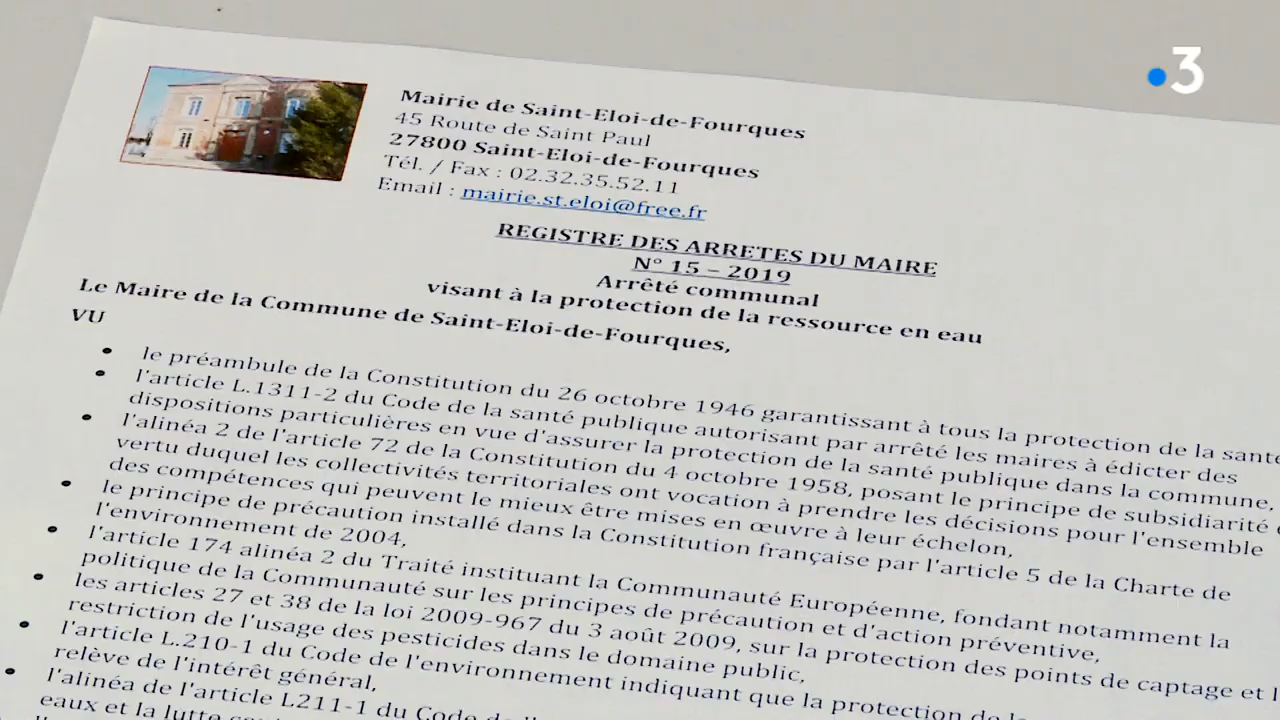 3
Mairie de Saint-Eloi-de-Fourques
45 Route de Saint Paul
27800 Saint-Eloi-de-Fourques
Tél. / Fax : 02.32.35.52.11
Email : mairie.st.eloi@free.fr
REGISTRE DES ARRETES DU MAIRE
N° 15 – 2019
Arrêté communal
visant à la protection de la ressource en eau
Le Maire de la Commune de Saint-Eloi-de-Fourques,
VU
• le préambule de la Constitution du 26 octobre 1946 garantissant à tous la protection de la santé
• l'article L.1311-2 du Code de la santé publique autorisant par arrêté les maires à édicter des
dispositions particulières en vue d'assurer la protection de la santé publique dans la commune,
• l'alinéa 2 de l'article 72 de la Constitution du 4 octobre 1958, posant le principe de subsidiarité
vertu duquel les collectivités territoriales ont vocation à prendre les décisions pour l'ensemble
des compétences qui peuvent le mieux être mises en œuvre à leur échelon,
• le principe de précaution installé dans la Constitution française par l'article 5 de la Charte de
l'environnement de 2004,
• l'article 174 alinéa 2 du Traité instituant la Communauté Européenne, fondant notamment la
politique de la Communauté sur les principes de précaution et d'action préventive,
• les articles 27 et 38 de la loi 2009-967 du 3 août 2009, sur la protection des points de captage et
restriction de l'usage des pesticides dans le domaine public,
• l'article L.210-1 du Code de l'environnement indiquant que la protection de
relève de l'intérêt général,
• l'alinéa de l'article L211-1 du Code de
eaux et la lutte